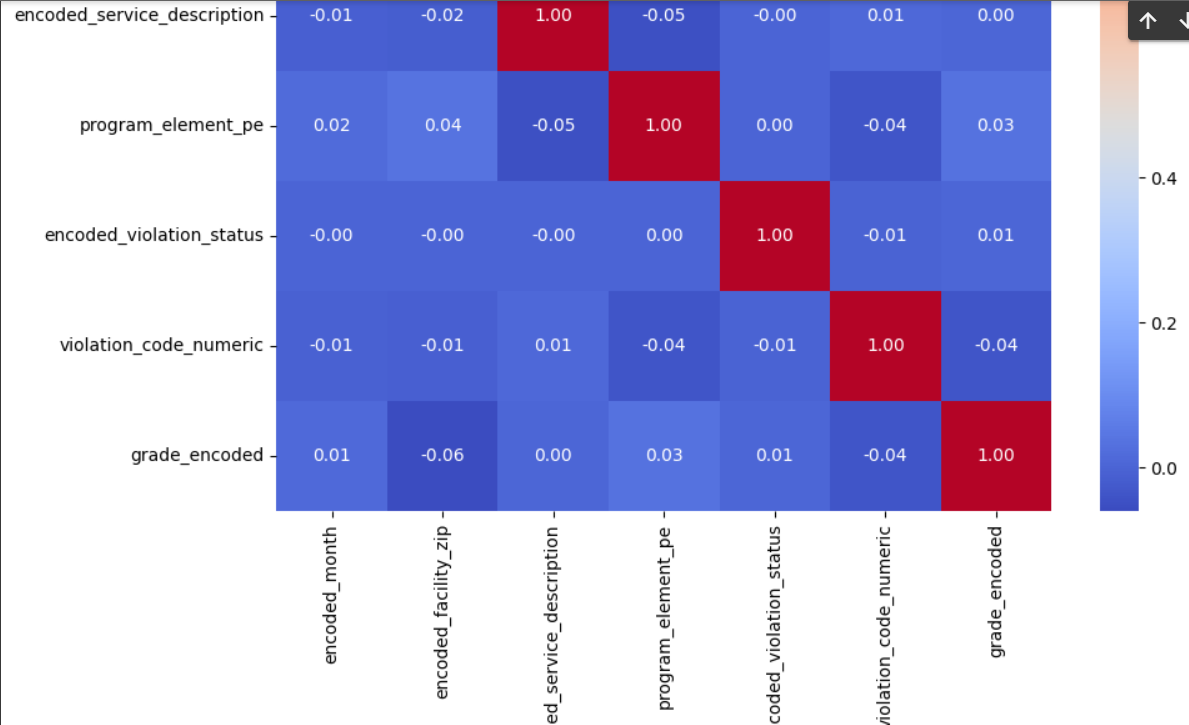 encoded_service_description -0.01 -0.02 1.00 -0.05 -0.00 0.01 0.00
program_element_pe 0.02 0.04 -0.05 1.00 0.00 -0.04 0.03
0.4
encoded_violation_status -0.00 -0.00 -0.00 0.00 1.00 -0.01 0.01
0.2
violation_code_numeric -0.01 -0.01 0.01 -0.04 -0.01 1.00 -0.04
grade_encoded 0.01 -0.06 0.00 0.03 0.01 -0.04 1.00
0.0
encoded_month
encoded_facility_zip
ed_service_description
program_element_pe
coded_violation_status
violation_code_numeric
grade_encoded